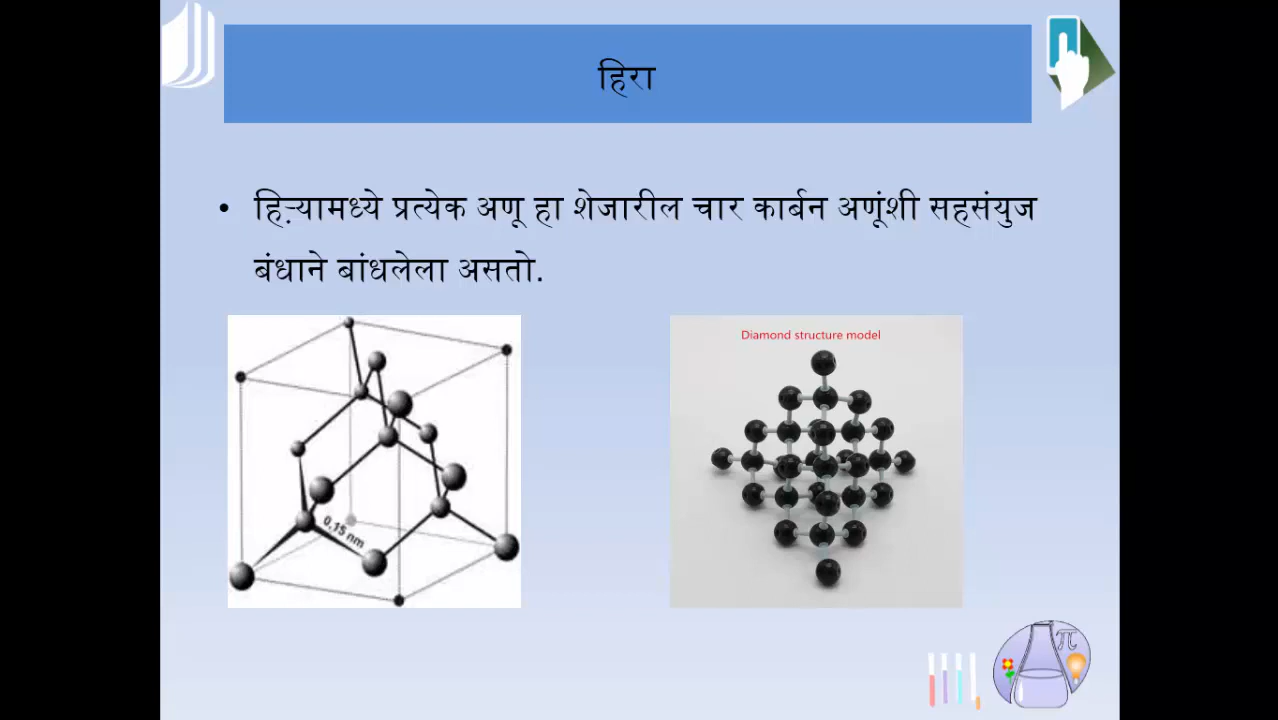 हिरा
• हिऱ्यामध्ये प्रत्येक अणू हा शेजारील चार कार्बन अणूंशी सहसंयुज
बंधाने बांधलेला असतो.
0,15 nm
Diamond structure model
π